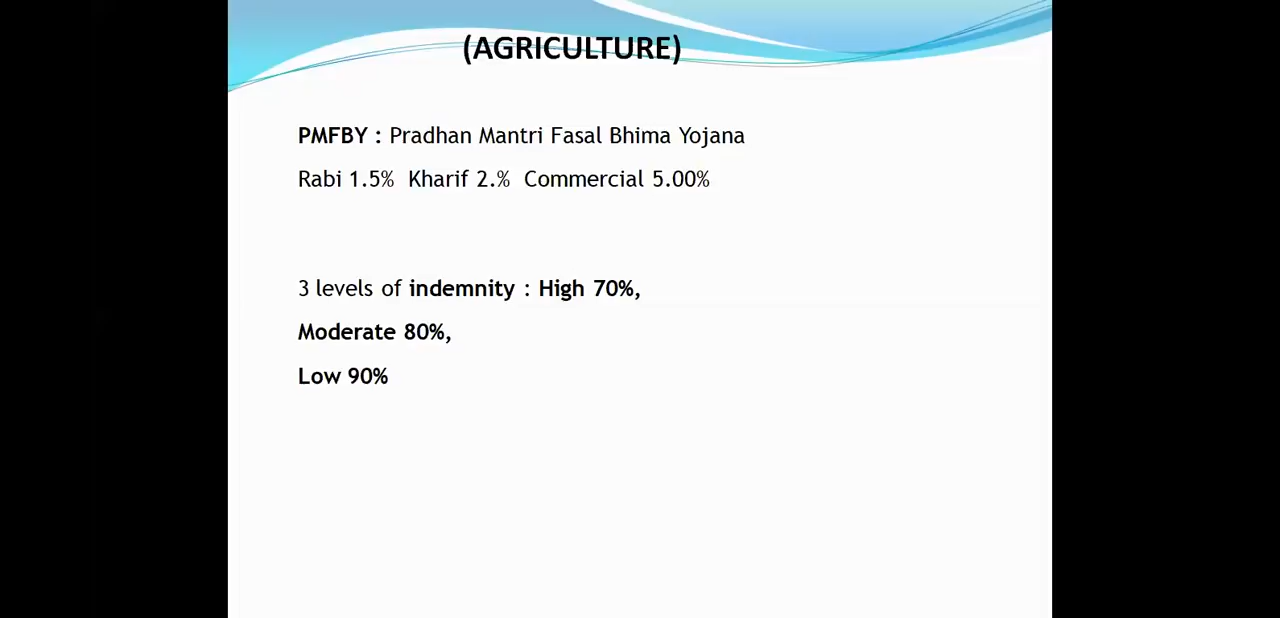 (AGRICULTURE)
PMFBY : Pradhan Mantri Fasal Bhima Yojana
Rabi 1.5% Kharif 2.% Commercial 5.00%
3 levels of indemnity : High 70%,
Moderate 80%,
Low 90%